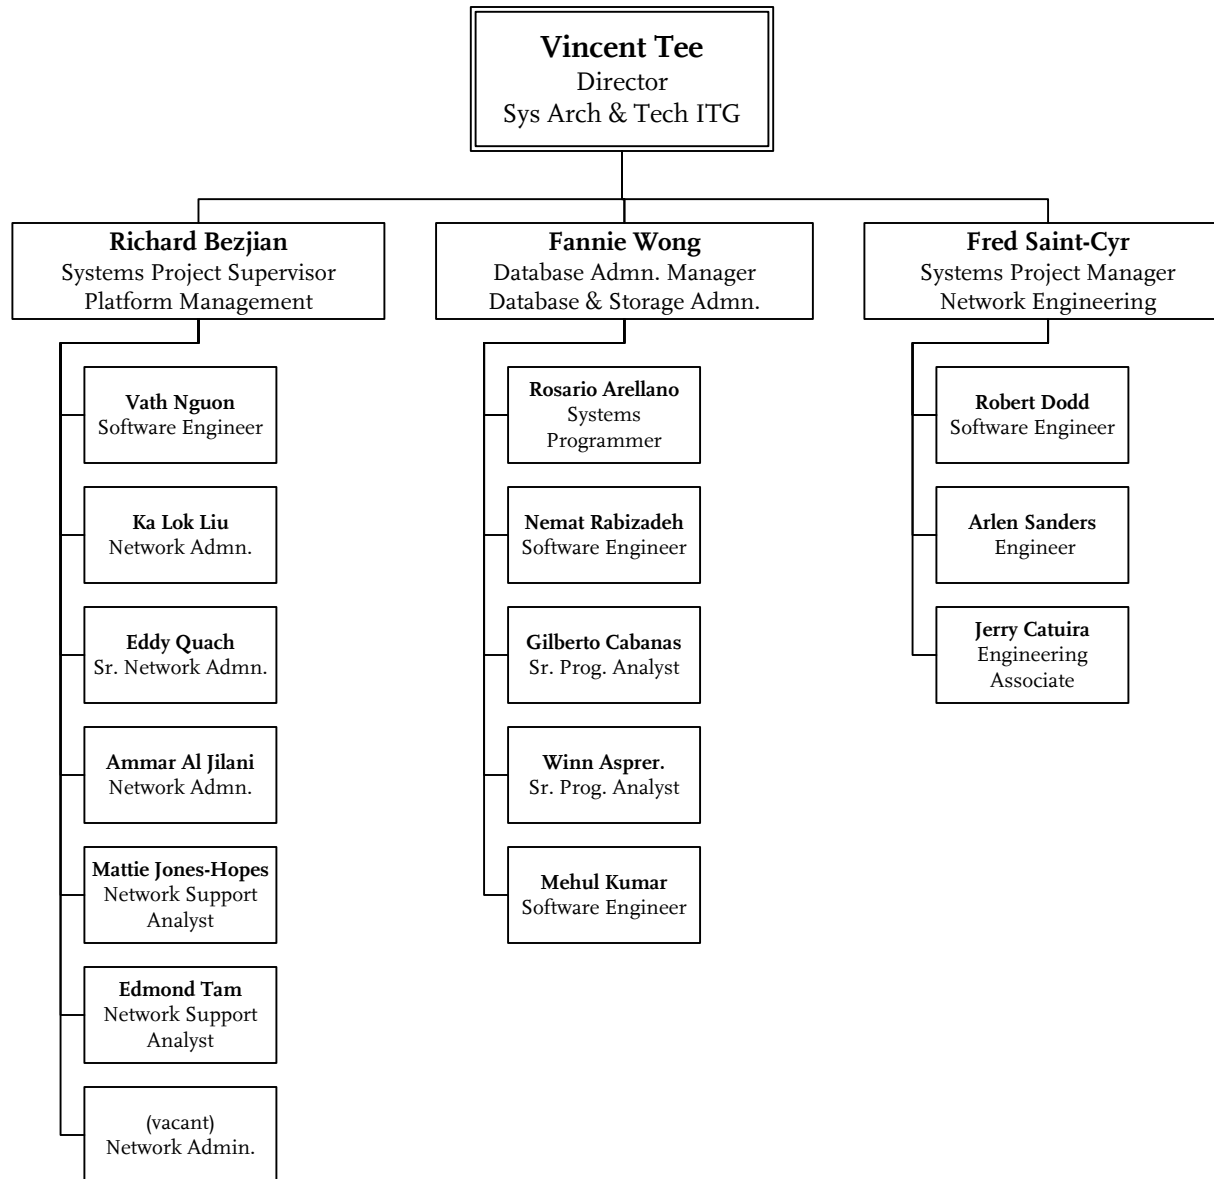 Vincent Tee
Director
Sys Arch & Tech ITG
Richard Bezjian
Systems Project Supervisor
Platform Management
Fannie Wong
Database Admn. Manager
Database & Storage Admn.
Fred Saint-Cyr
Systems Project Manager
Network Engineering
Vath Nguon
Software Engineer
Ka Lok Liu
Network Admn.
Eddy Quach
Sr. Network Admn.
Ammar Al Jilani
Network Admn.
Mattie Jones-Hopes
Network Support
Analyst
Edmond Tam
Network Support
Analyst
(vacant)
Network Admin.
Rosario Arellano
Systems
Programmer
Nemat Rabizadeh
Software Engineer
Gilberto Cabanas
Sr. Prog. Analyst
Winn Asprer.
Sr. Prog. Analyst
Mehul Kumar
Software Engineer
Robert Dodd
Software Engineer
Arlen Sanders
Engineer
Jerry Catuira
Engineering
Associate